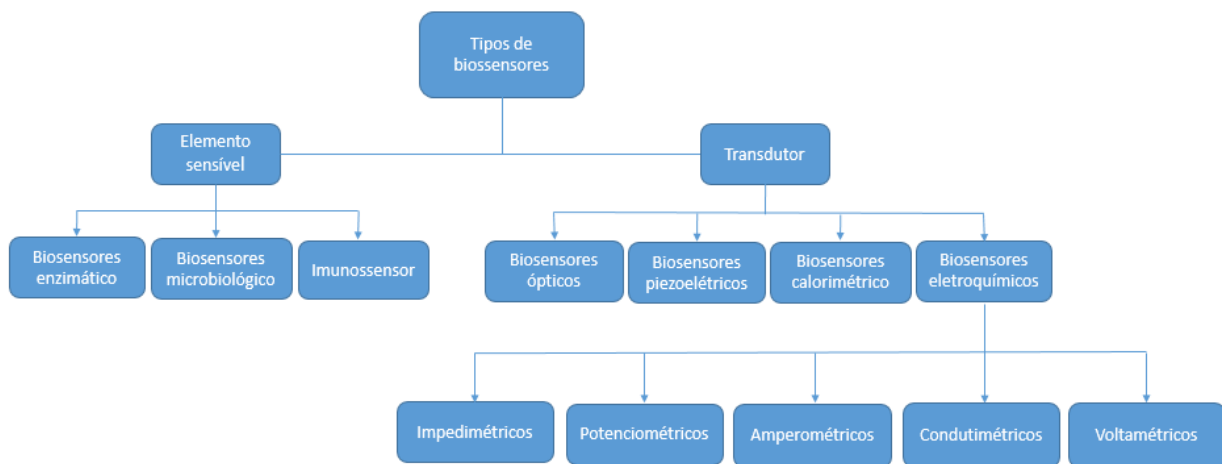 Tipos de
biossensores
Elemento
sensível
Transdutor
Biosensores
enzimático
Biosensores
microbiológico
Imunossensor
Biosensores
ópticos
Biosensores
piezoelétricos
Biosensores
calorimétrico
Biosensores
eletroquímicos
Impedimétricos
Potenciométricos
Amperométricos
Condutimétricos
Voltamétricos